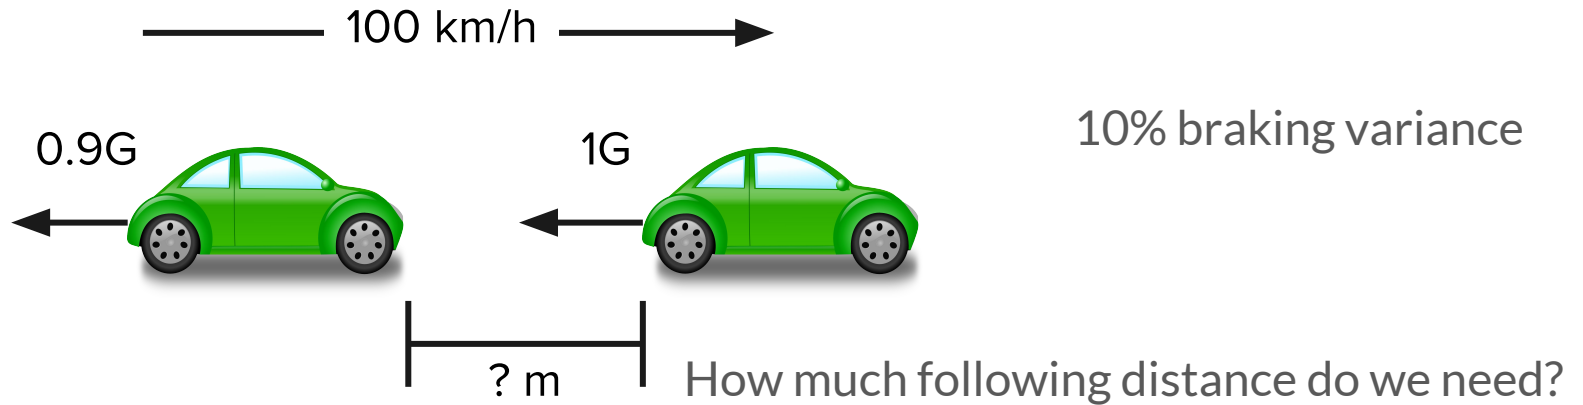 100 km/h
0.9G
1G
10% braking variance
? m
How much following distance do we need?